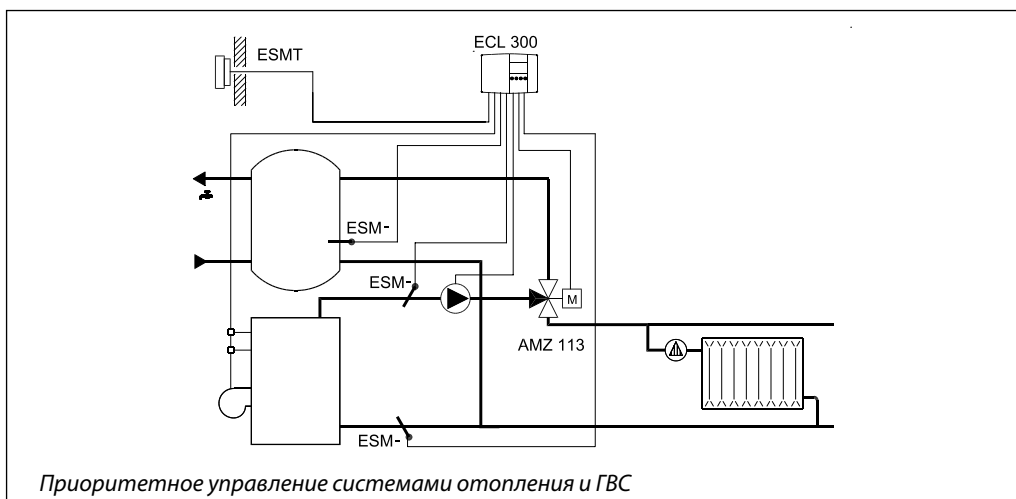 ECL 300
ESMT
ESM-
ESM-
M
AMZ 113
ESM-
Приоритетное управление системами отопления и ГВС